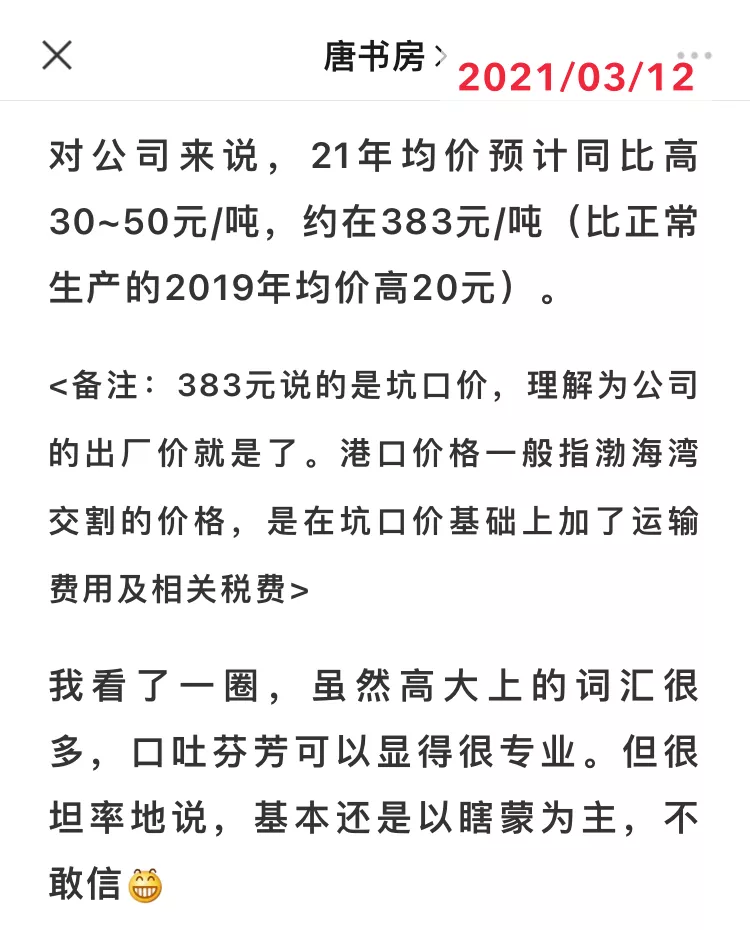 唐书房
2021/03/12
对公司来说，21年均价预计同比高
30~50元/吨，约在383元/吨（比正常
生产的2019年均价高20元）。
<备注：383元说的是坑口价，理解为公司
的出厂价就是了。港口价格一般指渤海湾
交割的价格，是在坑口价基础上加了运输
费用及相关税费>
我看了一圈，虽然高大上的词汇很
多，口吐芬芳可以显得很专业。但很
坦率地说，基本还是以瞎蒙为主，不
敢信😁